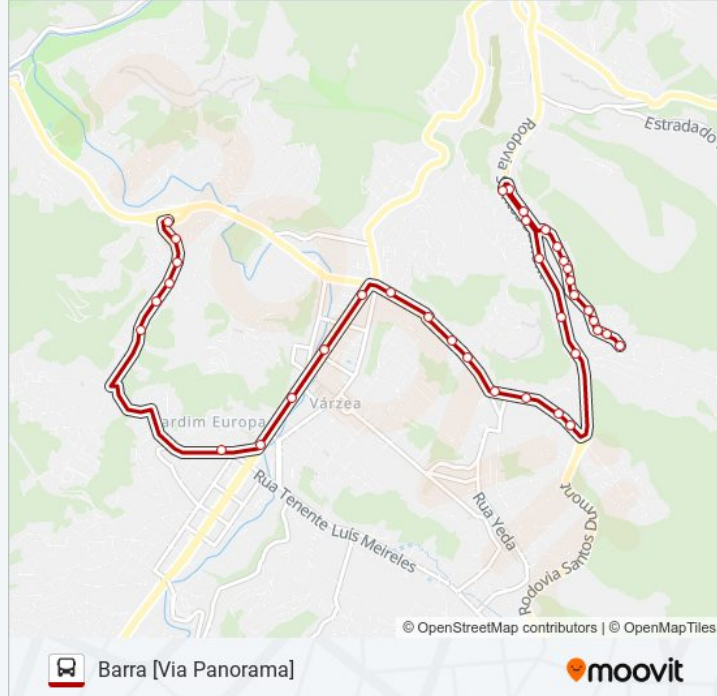 Estrada do
Rodovia S
Jardim Europa
Várzea
Rua Tenente Luís Meireles
Rua Yeda
Rodovia Santos Dumont
© OpenStreetMap contributors | © OpenMapTiles
Barra [Via Panorama]
moovit